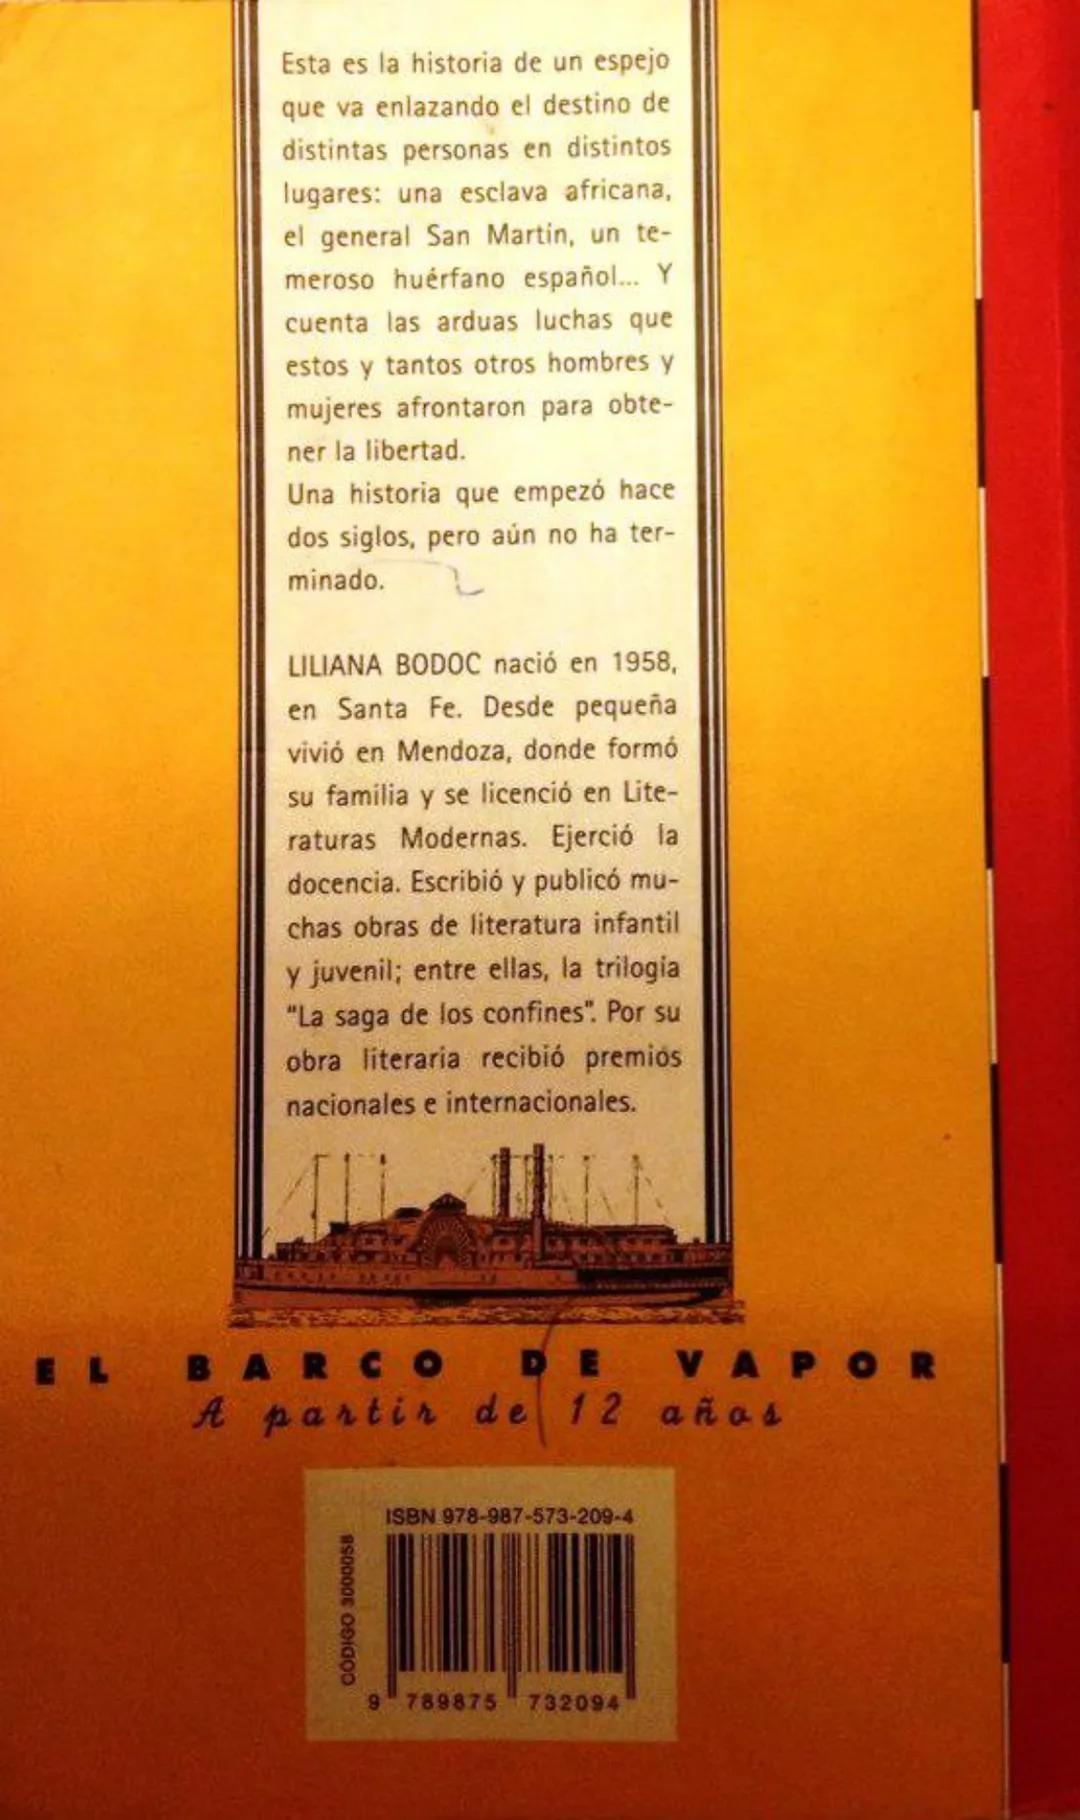 Esta es la historia de un espejo
que va enlazando el destino de
distintas personas en distintos
lugares: una esclava africana,
el general San Martín, un te-
meroso huérfano español... Y
cuenta las arduas luchas que
estos y tantos otros hombres y
mujeres afrontaron para obte-
ner la libertad.
Una historia que empezó hace
dos siglos, pero aún no ha ter-
minado.
LILIANA BODOC nació en 1958,
en Santa Fe. Desde pequeña
vivió en Mendoza, donde formó
su familia y se licenció en Lite-
raturas Modernas. Ejerció la
docencia. Escribió y publicó mu-
chas obras de literatura infantil
y juvenil; entre ellas, la trilogía
"La saga de los confines". Por su
obra literaria recibió premios
nacionales e internacionales.
EL BARCO DE VAPOR
A partir de 12 años
ISBN 978-987-573-209-4
CÓDIGO 3000058
9 789875 732094